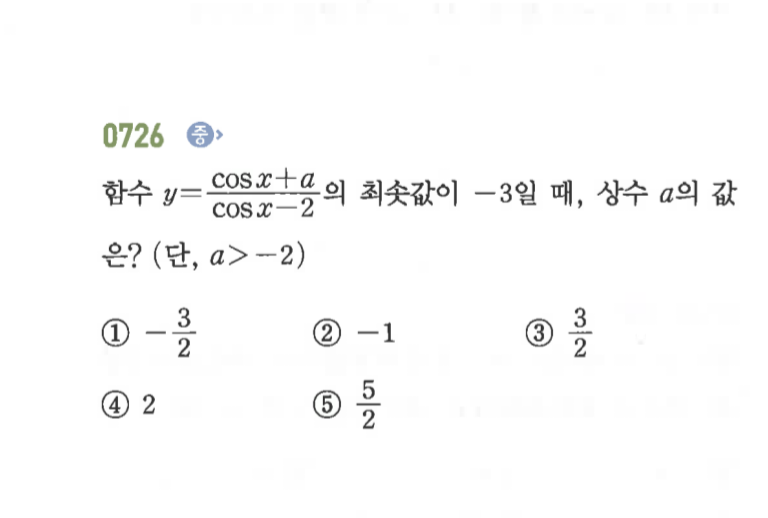 0726 중
함수 y=\frac{cos x+a}{cos x-2}의 최솟값이 -3일 때, 상수 a의 값
은? (단, a>-2)
① -\frac{3}{2} ② -1 ③ \frac{3}{2}
④ 2 ⑤ \frac{5}{2}